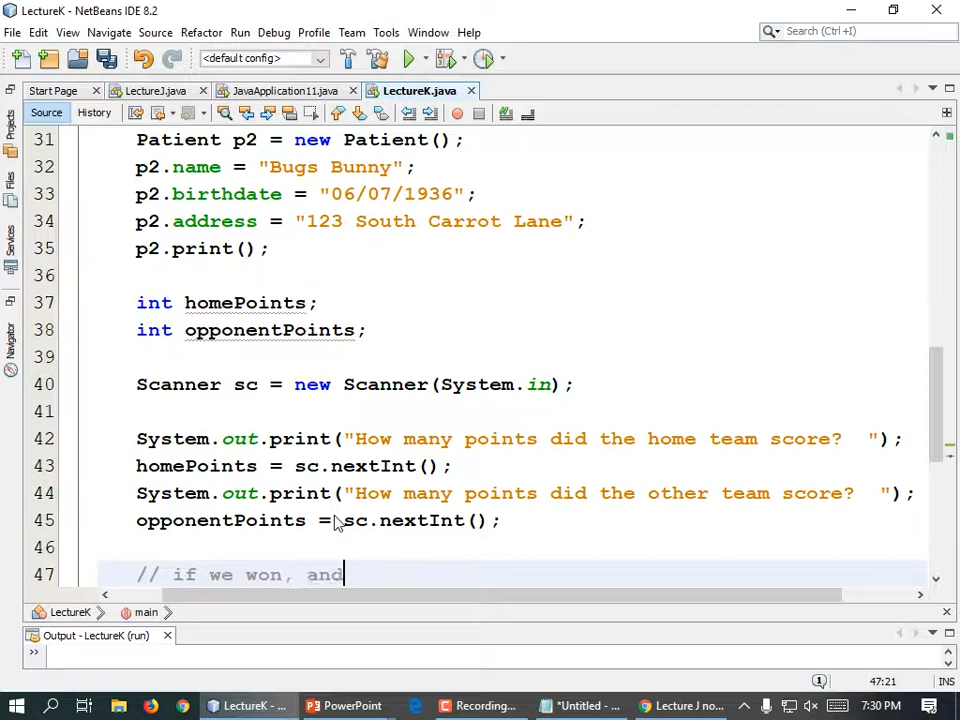 LectureK - NetBeans IDE 8.2
File Edit View Navigate Source Refactor Run Debug Profile Team Tools Window Help
Search (Ctrl+I)
<default config>
Start Page LectureJ.java JavaApplication11.java LectureK.java
Source History
Projects
Files
Services
Navigator
31 Patient p2 = new Patient();
32 p2.name = "Bugs Bunny";
33 p2.birthdate = "06/07/1936";
34 p2.address = "123 South Carrot Lane";
35 p2.print();
36
37 int homePoints;
38 int opponentPoints;
39
40 Scanner sc = new Scanner(System.in);
41
42 System.out.print("How many points did the home team score?  ");
43 homePoints = sc.nextInt();
44 System.out.print("How many points did the other team score?  ");
45 opponentPoints = sc.nextInt();
46
47 // if we won, and
LectureK main
Output - LectureK (run)
>>
1 47:21 INS
LectureK - ... PowerPoint Recording... *Untitled - ... Lecture J no... 7:30 PM